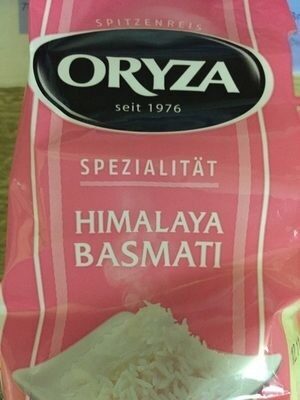 SPITZENREIS
ORYZA
seit 1976
SPEZIALITÄT
HIMALAYA
BASMATI